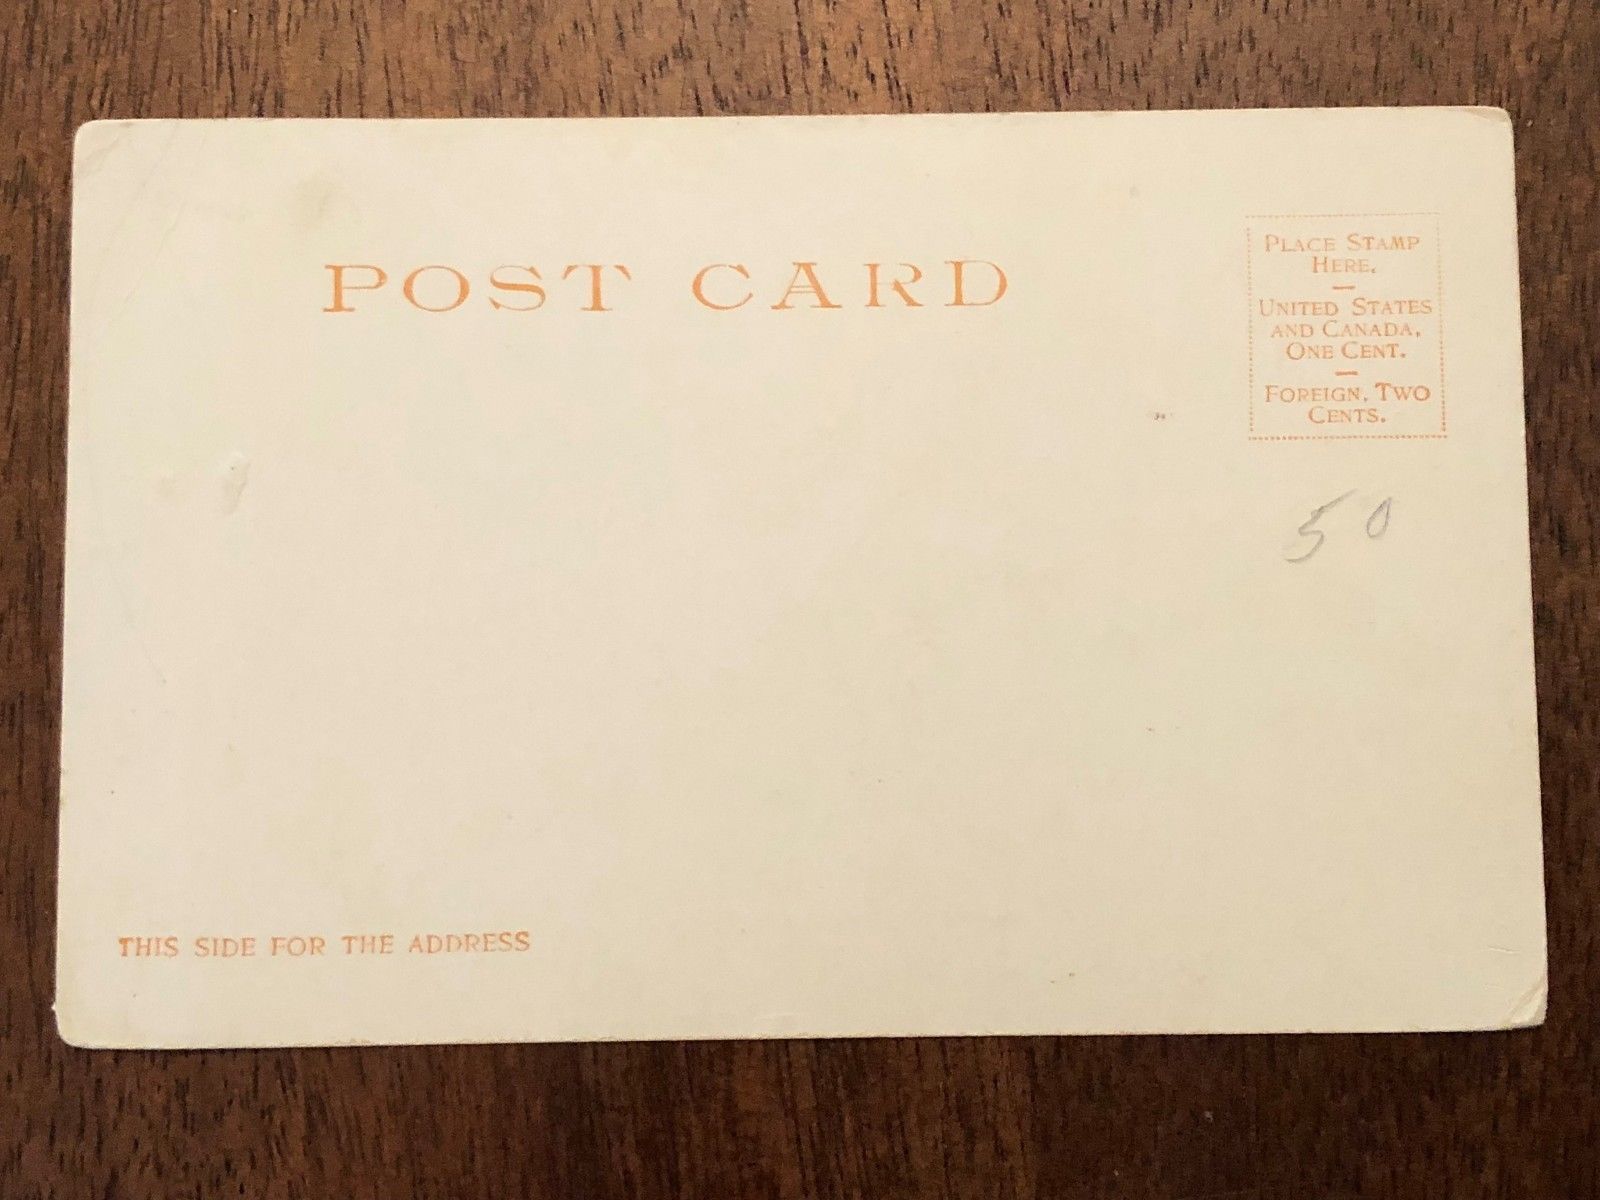 POST CARD
PLACE STAMP
HERE.
UNITED STATES
AND CANADA,
ONE CENT.
FOREIGN, TWO
CENTS.
50
THIS SIDE FOR THE ADDRESS